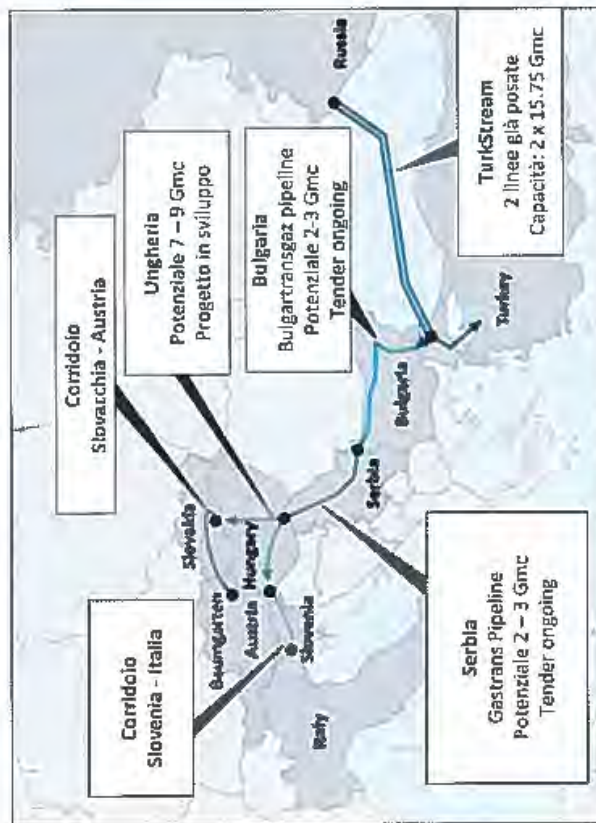 Corridoio
Slovenia - Italia
Corridoio
Slovacchia - Austria
Ungheria
Potenziale 7 – 9 Gmc
Progetto in sviluppo
Bulgaria
Bulgartransgaz pipeline
Potenziale 2-3 Gmc
Tender ongoing
TurkStream
2 linee già posate
Capacità: 2 x 15.75 Gmc
Serbia
Gastrans Pipeline
Potenziale 2 – 3 Gmc
Tender ongoing
Russia
Slovakia
Baumgarten
Hungary
Austria
Slovenia
Italy
Serbia
Bulgaria
Turkey